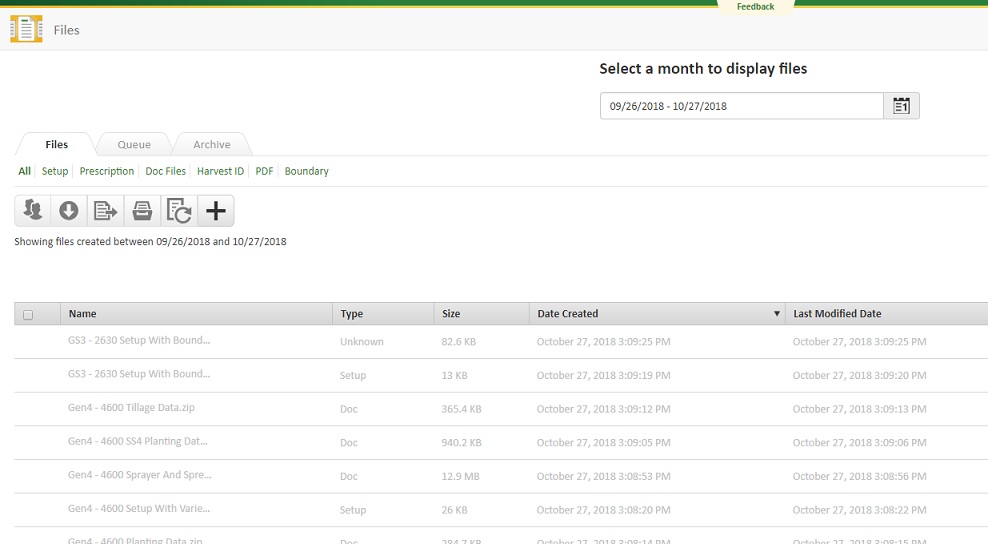 Feedback
Files
Select a month to display files
09/26/2018 - 10/27/2018
1
Files Queue Archive
All Setup Prescription Doc Files Harvest ID PDF Boundary
Showing files created between 09/26/2018 and 10/27/2018
Name Type Size Date Created ▼ Last Modified Date
GS3 - 2630 Setup With Bound... Unknown 82.6 KB October 27, 2018 3:09:25 PM October 27, 2018 3:09:25 PM
GS3 - 2630 Setup With Bound... Setup 13 KB October 27, 2018 3:09:19 PM October 27, 2018 3:09:20 PM
Gen4 - 4600 Tillage Data.zip Doc 365.4 KB October 27, 2018 3:09:12 PM October 27, 2018 3:09:13 PM
Gen4 - 4600 SS4 Planting Dat... Doc 940.2 KB October 27, 2018 3:09:05 PM October 27, 2018 3:09:06 PM
Gen4 - 4600 Sprayer And Spre... Doc 12.9 MB October 27, 2018 3:08:53 PM October 27, 2018 3:08:56 PM
Gen4 - 4600 Setup With Varie... Setup 26 KB October 27, 2018 3:08:20 PM October 27, 2018 3:08:22 PM
Gen4 - 4600 Planting Data.zip Doc 284.7 KB October 27, 2018 3:08:14 PM October 27, 2018 3:08:15 PM